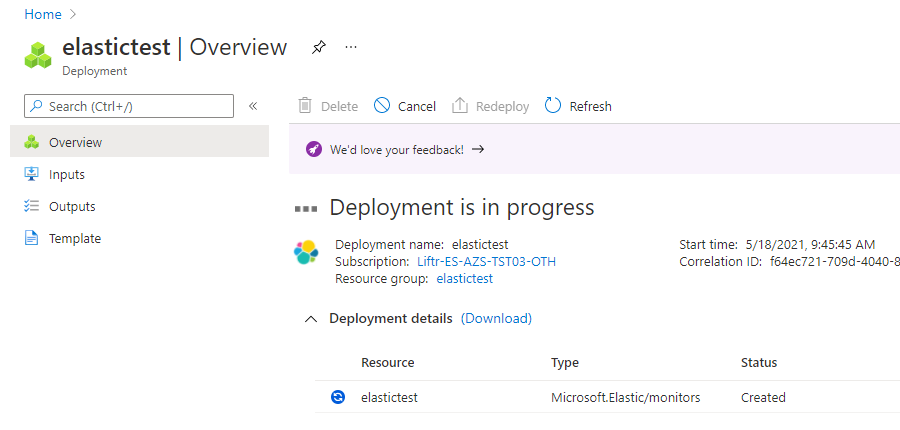 Home >
elastictest | Overview
Deployment
Search (Ctrl+/)
«
Delete
Cancel
Redeploy
Refresh
Overview
Inputs
Outputs
Template
We'd love your feedback! →
Deployment is in progress
Deployment name: elastictest
Subscription: Liftr-ES-AZS-TST03-OTH
Resource group: elastictest
Start time: 5/18/2021, 9:45:45 AM
Correlation ID: f64ec721-709d-4040-8
Deployment details (Download)
Resource Type Status
elastictest Microsoft.Elastic/monitors Created